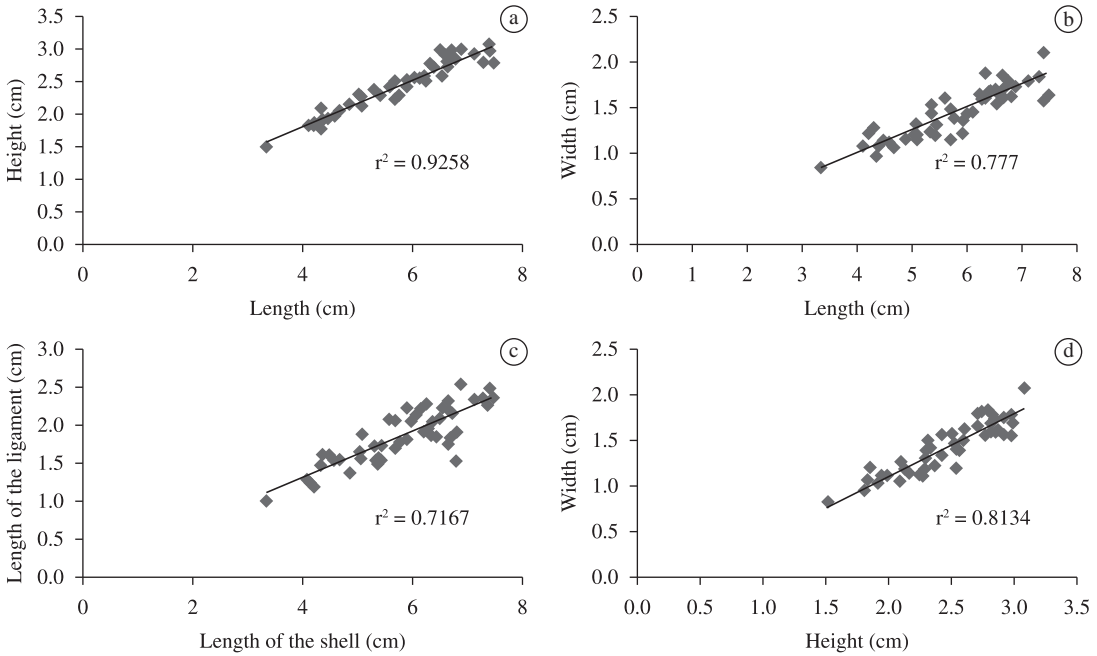 a
3.5
3.0
2.5
2.0
1.5
1.0
0.5
0.0
Height (cm)
r² = 0.9258
0 2 4 6 8
Length (cm)
b
2.5
2.0
1.5
1.0
0.5
0.0
Width (cm)
r² = 0.777
0 1 2 3 4 5 6 7 8
Length (cm)
c
3.0
2.5
2.0
1.5
1.0
0.5
0.0
Length of the ligament (cm)
r² = 0.7167
0 2 4 6 8
Length of the shell (cm)
d
2.5
2.0
1.5
1.0
0.5
0.0
Width (cm)
r² = 0.8134
0.0 0.5 1.0 1.5 2.0 2.5 3.0 3.5
Height (cm)